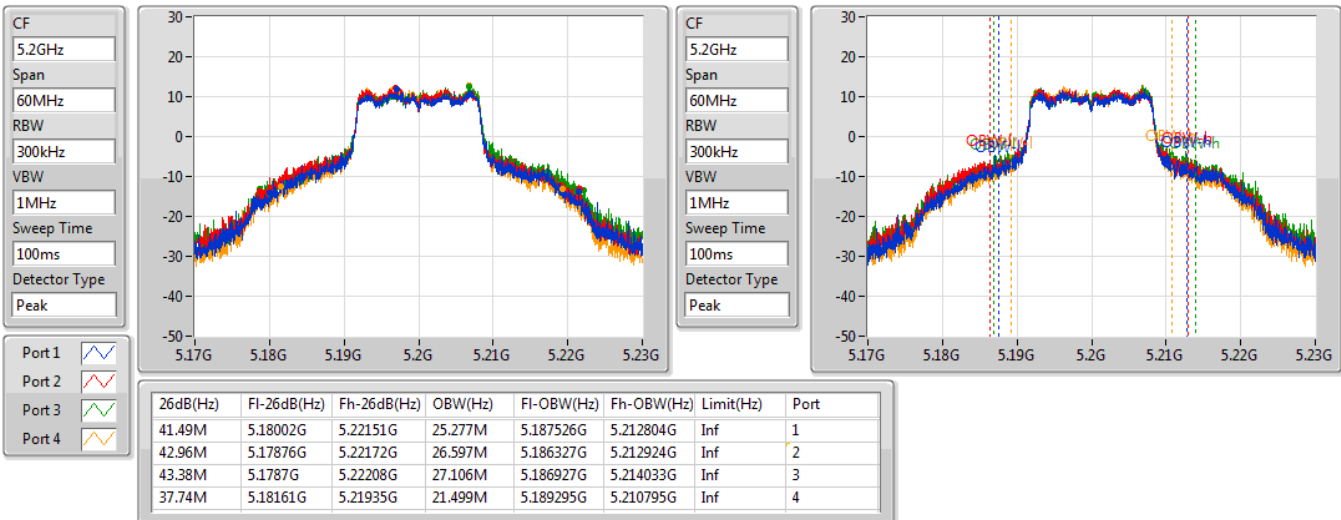 CF
5.2GHz
Span
60MHz
RBW
300kHz
VBW
1MHz
Sweep Time
100ms
Detector Type
Peak
30
20
10
0
-10
-20
-30
-40
-50
5.17G 5.18G 5.19G 5.2G 5.21G 5.22G 5.23G
CF
5.2GHz
Span
60MHz
RBW
300kHz
VBW
1MHz
Sweep Time
100ms
Detector Type
Peak
30
20
10
0
-10
-20
-30
-40
-50
5.17G 5.18G 5.19G 5.2G 5.21G 5.22G 5.23G
Port 1
Port 2
Port 3
Port 4
26dB(Hz) Fl-26dB(Hz) Fh-26dB(Hz) OBW(Hz) Fl-OBW(Hz) Fh-OBW(Hz) Limit(Hz) Port
41.49M 5.18002G 5.22151G 25.277M 5.187526G 5.212804G Inf 1
42.96M 5.17876G 5.22172G 26.597M 5.186327G 5.212924G Inf 2
43.38M 5.1787G 5.22208G 27.106M 5.186927G 5.214033G Inf 3
37.74M 5.18161G 5.21935G 21.499M 5.189295G 5.210795G Inf 4